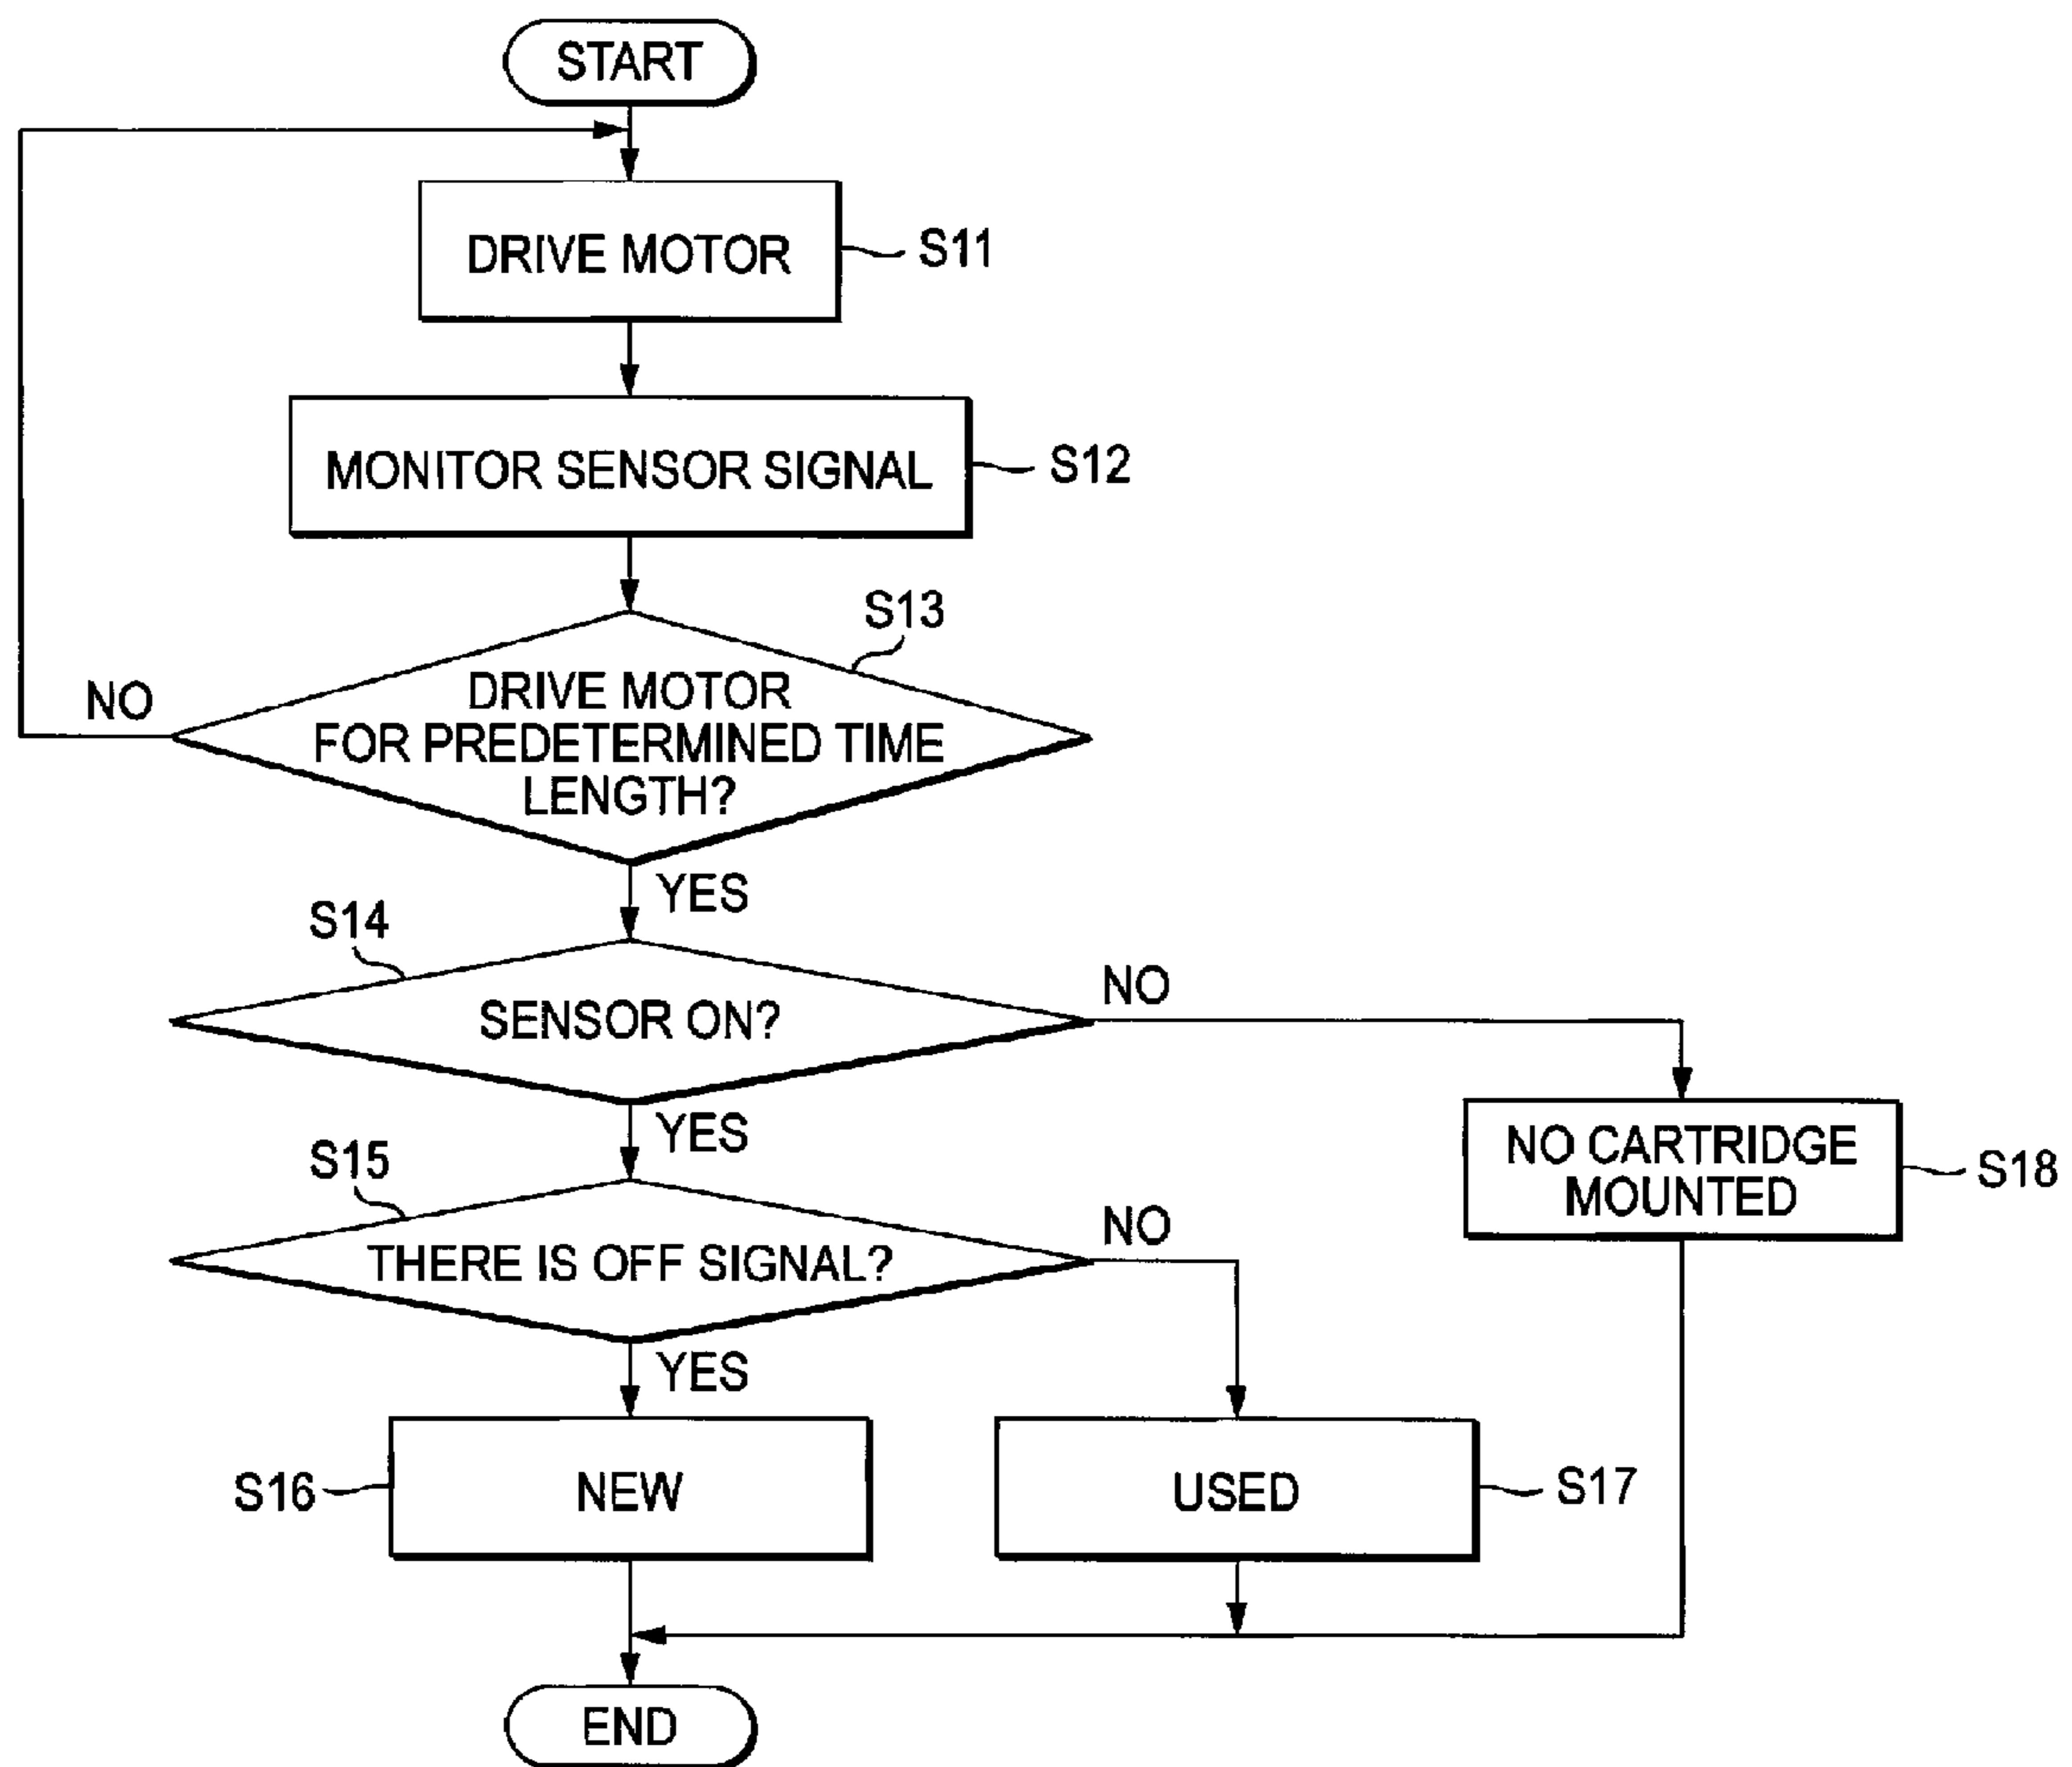 START
DRIVE MOTOR
S11
MONITOR SENSOR SIGNAL
S12
S13
DRIVE MOTOR
FOR PREDETERMINED TIME
LENGTH?
NO
YES
S14
SENSOR ON?
NO
YES
S15
THERE IS OFF SIGNAL?
NO
YES
NO CARTRIDGE
MOUNTED
S18
S16
NEW
USED
S17
END